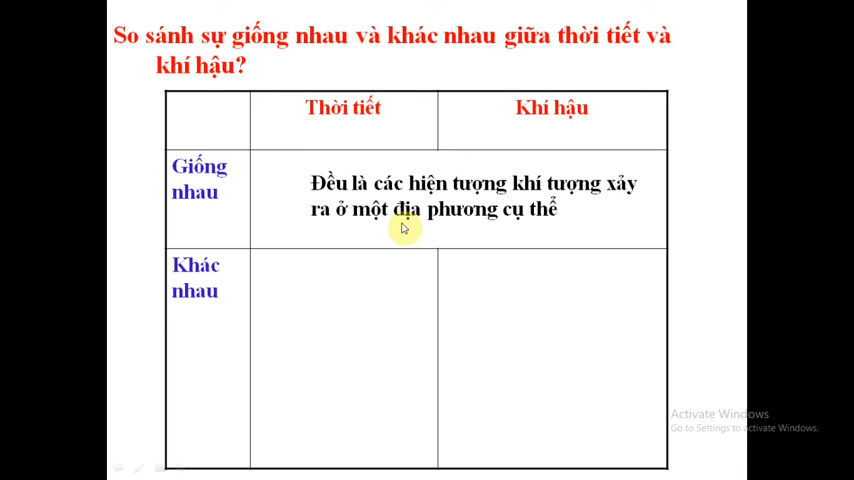 So sánh sự giống nhau và khác nhau giữa thời tiết và
khí hậu?
Thời tiết
Khí hậu
Giống
nhau
Đều là các hiện tượng khí tượng xảy
ra ở một địa phương cụ thể
Khác
nhau
Activate Windows
Go to Settings to activate Windows.